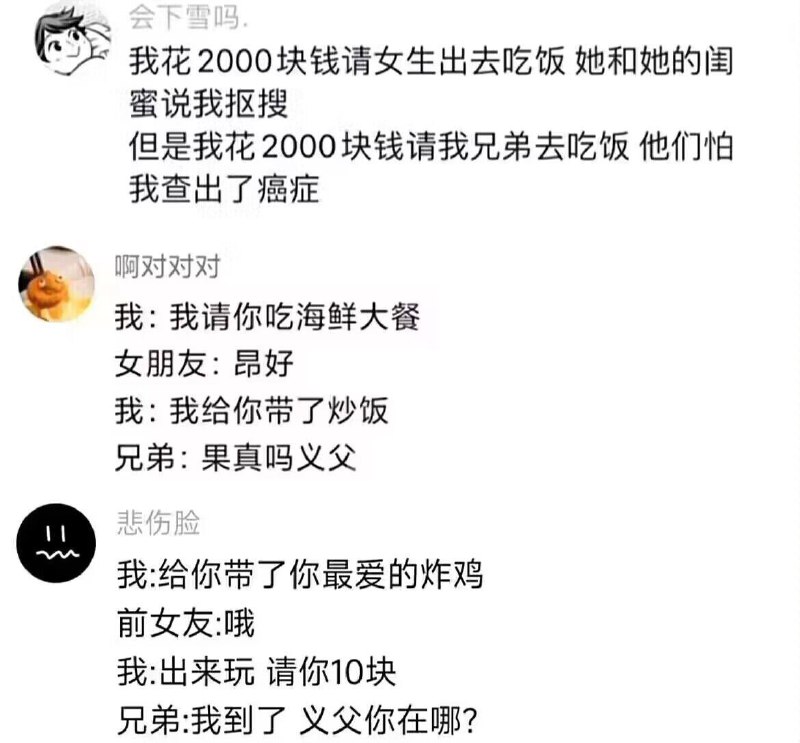 会下雪吗.
我花2000块钱请女生出去吃饭 她和她的闺
蜜说我抠搜
但是我花2000块钱请我兄弟去吃饭 他们怕
我查出了癌症
啊对对对
我: 我请你吃海鲜大餐
女朋友: 昂好
我: 我给你带了炒饭
兄弟: 果真吗义父
悲伤脸
我:给你带了你最爱的炸鸡
前女友:哦
我:出来玩 请你10块
兄弟:我到了 义父你在哪?